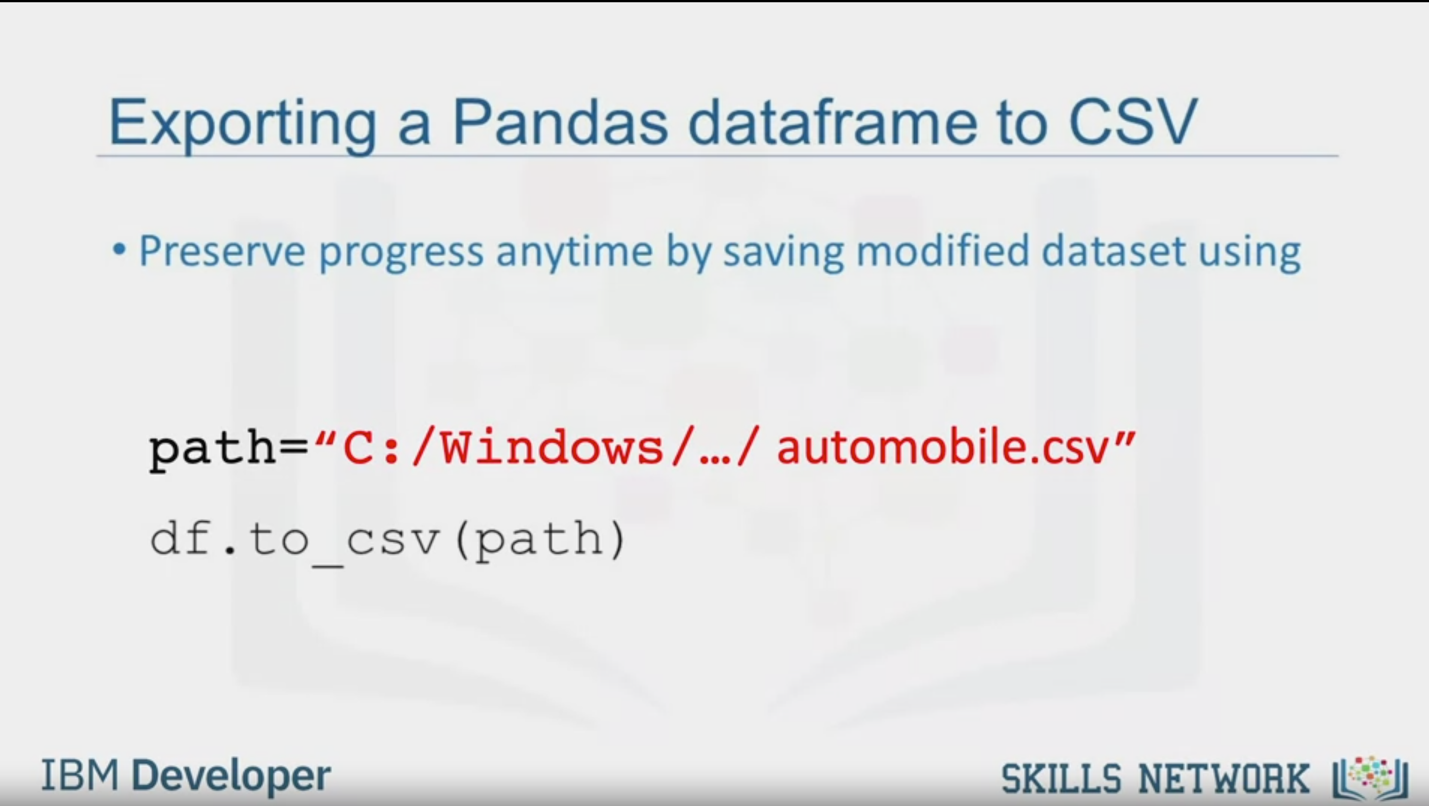 Exporting a Pandas dataframe to CSV
• Preserve progress anytime by saving modified dataset using
path=“C:/Windows/…/ automobile.csv”
df.to_csv(path)
IBM Developer
SKILLS NETWORK